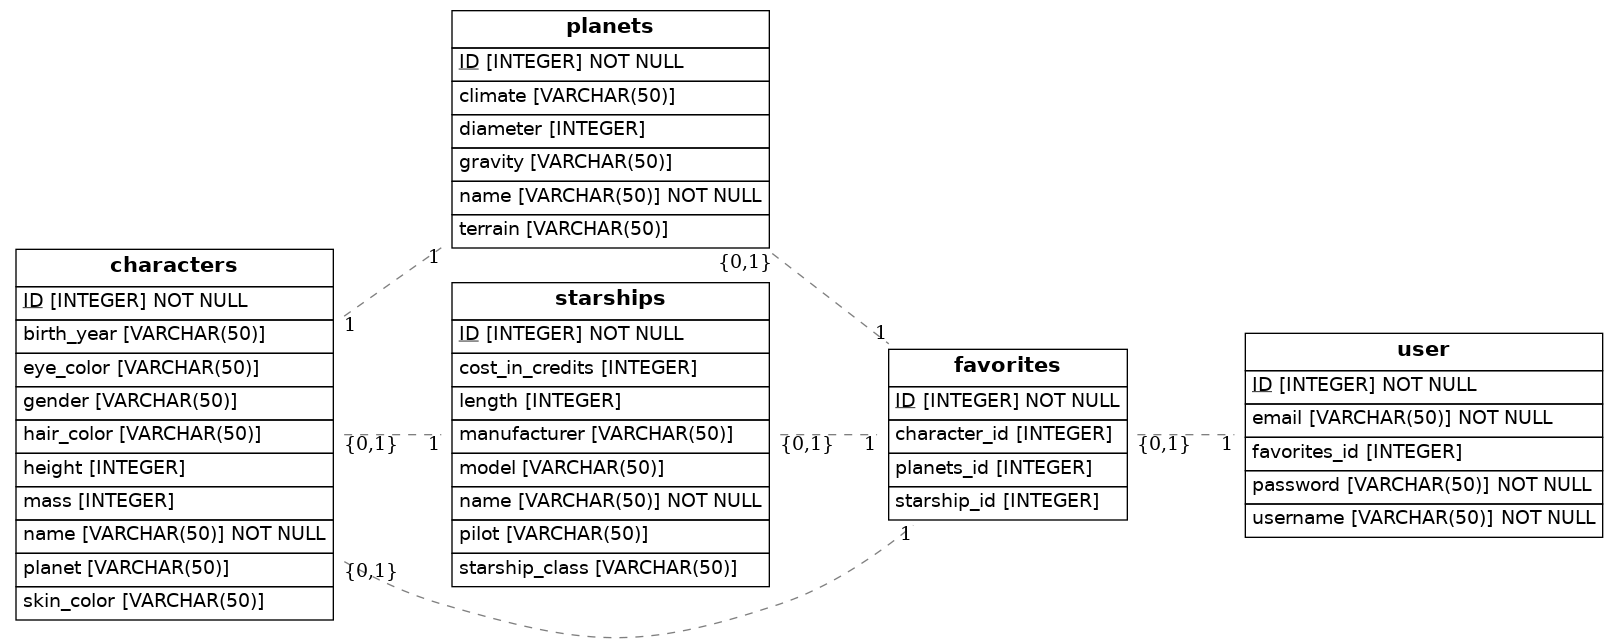 planets
ID [INTEGER] NOT NULL
climate [VARCHAR(50)]
diameter [INTEGER]
gravity [VARCHAR(50)]
name [VARCHAR(50)] NOT NULL
terrain [VARCHAR(50)]
1
{0,1}
1
1
characters
ID [INTEGER] NOT NULL
birth_year [VARCHAR(50)]
eye_color [VARCHAR(50)]
gender [VARCHAR(50)]
hair_color [VARCHAR(50)]
height [INTEGER]
mass [INTEGER]
name [VARCHAR(50)] NOT NULL
planet [VARCHAR(50)]
skin_color [VARCHAR(50)]
{0,1}
1
{0,1}
1
starships
ID [INTEGER] NOT NULL
cost_in_credits [INTEGER]
length [INTEGER]
manufacturer [VARCHAR(50)]
model [VARCHAR(50)]
name [VARCHAR(50)] NOT NULL
pilot [VARCHAR(50)]
starship_class [VARCHAR(50)]
{0,1}
1
favorites
ID [INTEGER] NOT NULL
character_id [INTEGER]
planets_id [INTEGER]
starship_id [INTEGER]
{0,1}
1
user
ID [INTEGER] NOT NULL
email [VARCHAR(50)] NOT NULL
favorites_id [INTEGER]
password [VARCHAR(50)] NOT NULL
username [VARCHAR(50)] NOT NULL